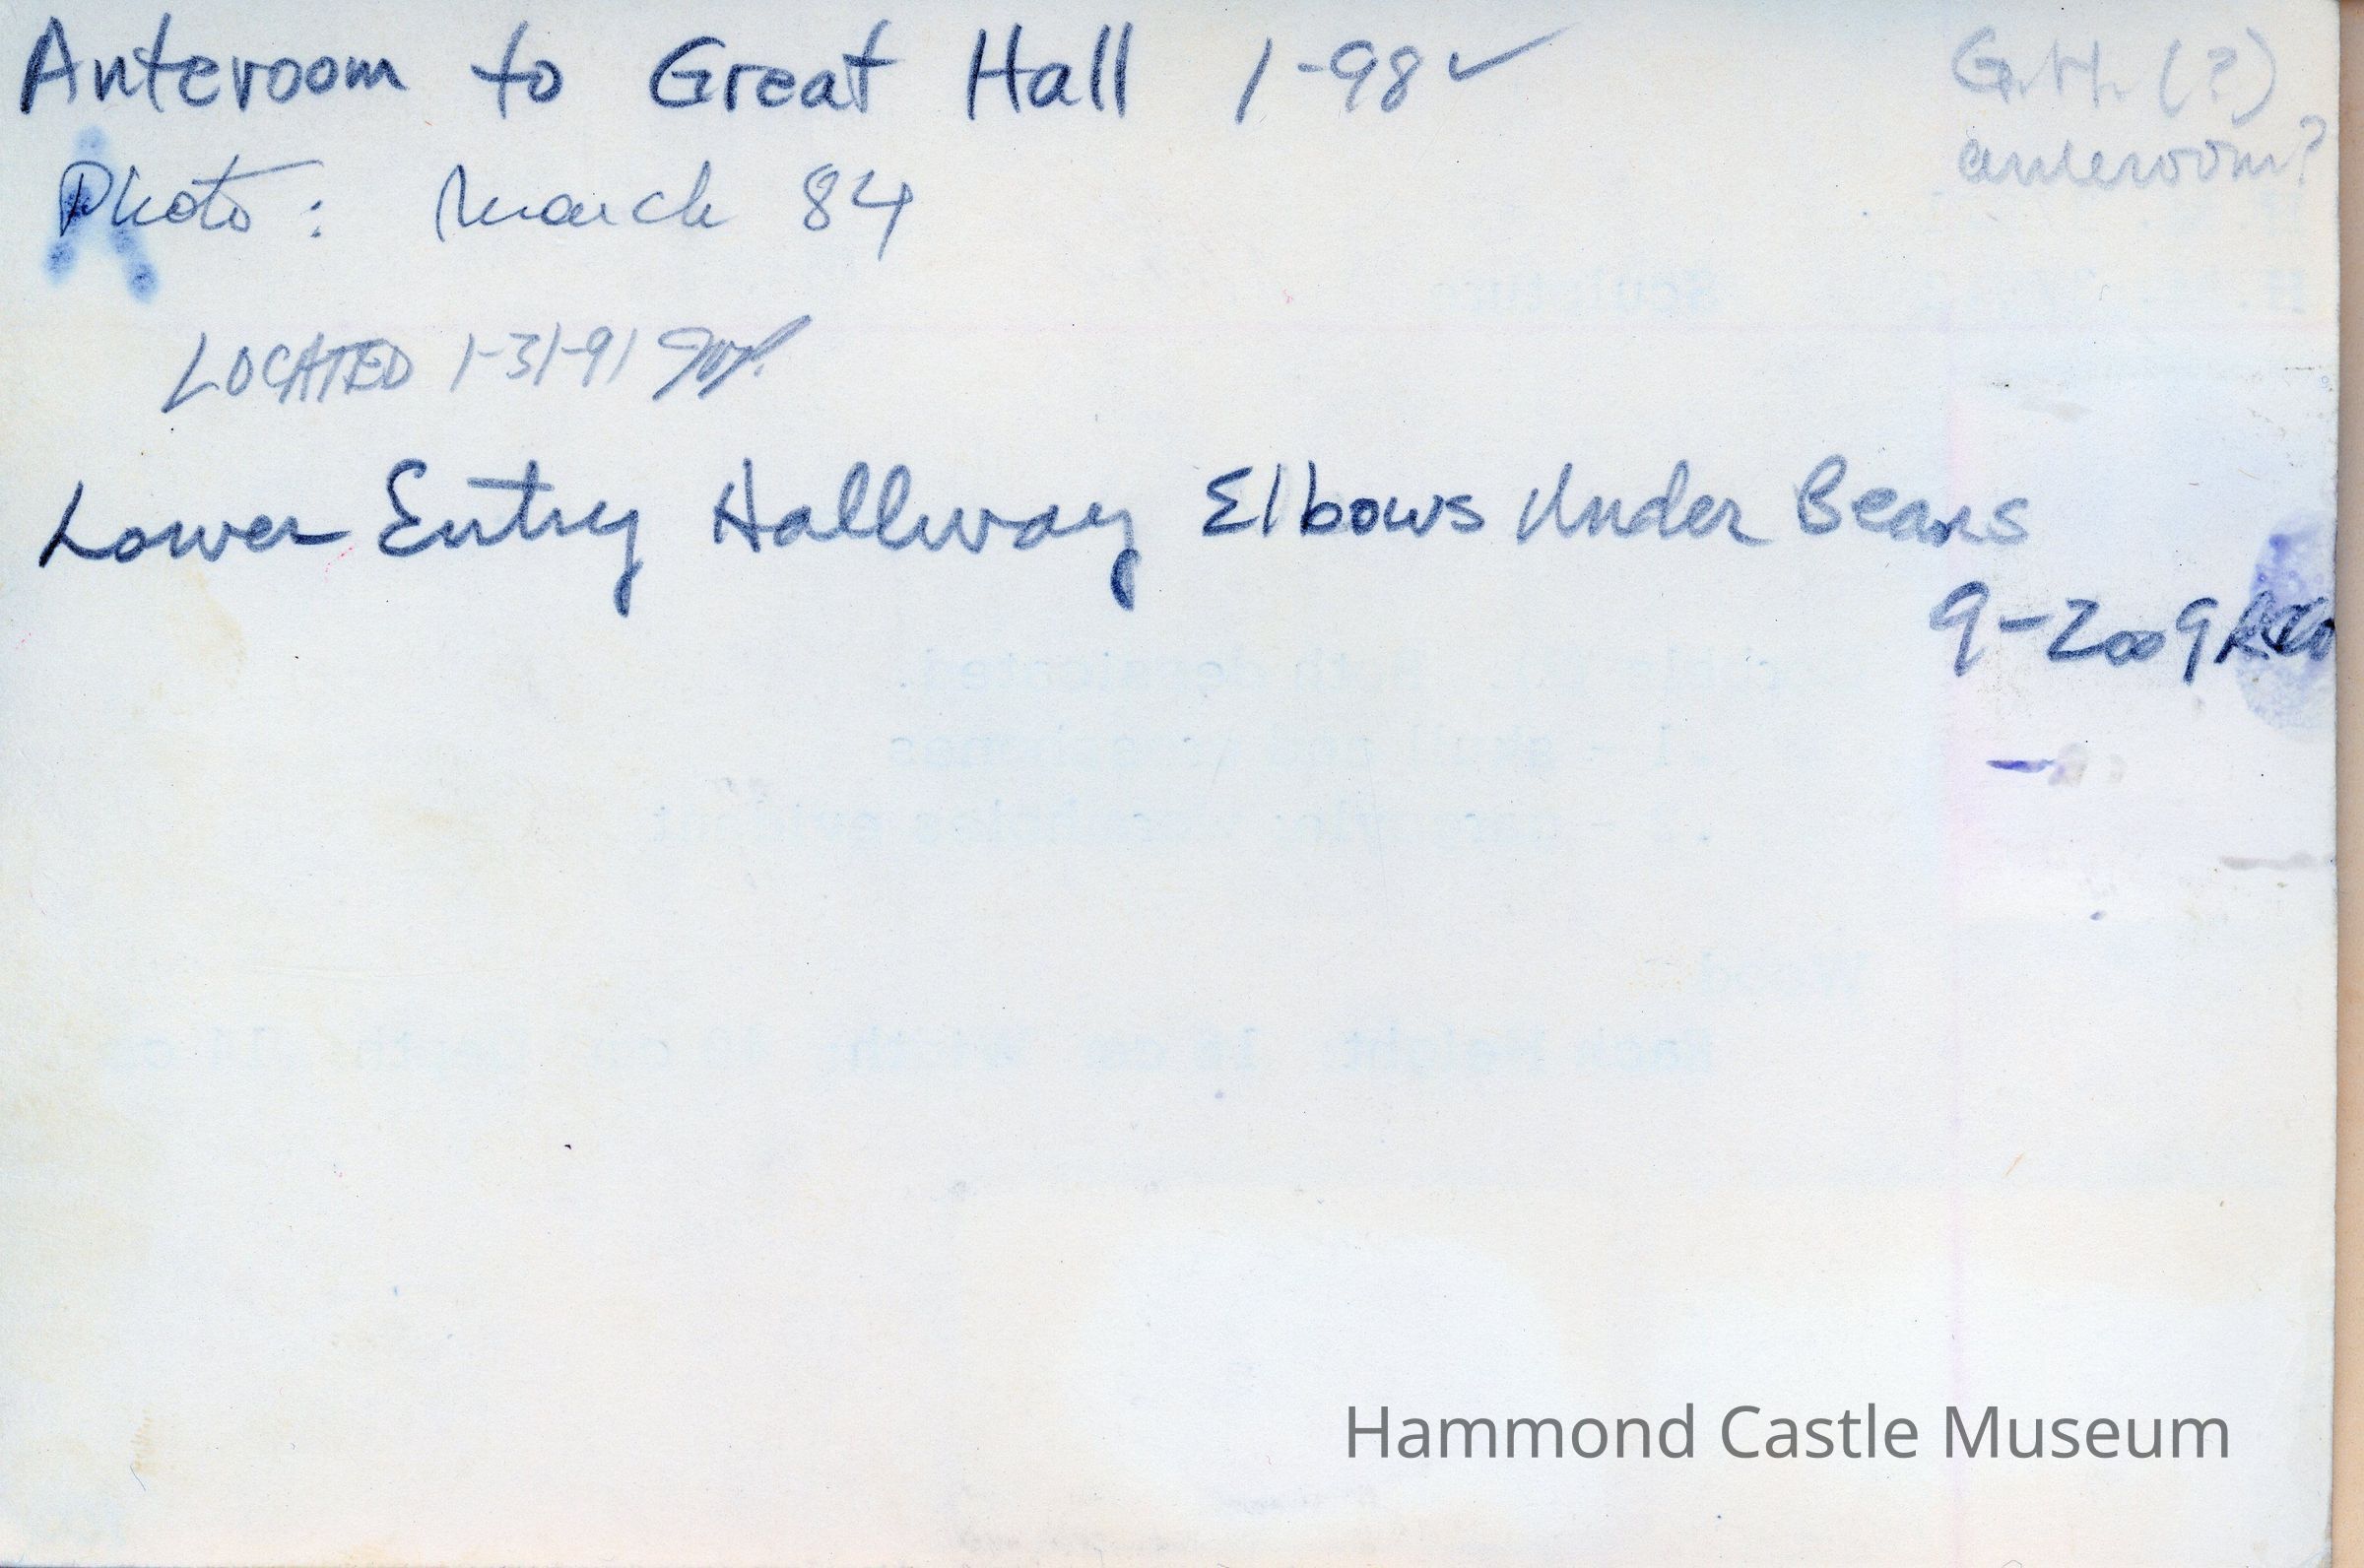 Anteroom to Great Hall 1-98 ✓
G.H. (?)
anteroom?
Photo: March 84
LOCATED 1-31-91
Lower Entry Hallway Elbows Under Beams
9-2009
Hammond Castle Museum